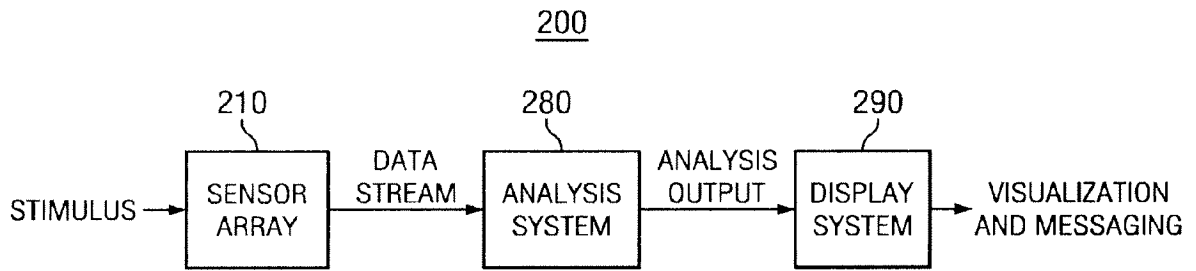 200
210
280
290
STIMULUS
SENSOR
ARRAY
DATA
STREAM
ANALYSIS
SYSTEM
ANALYSIS
OUTPUT
DISPLAY
SYSTEM
VISUALIZATION
AND MESSAGING